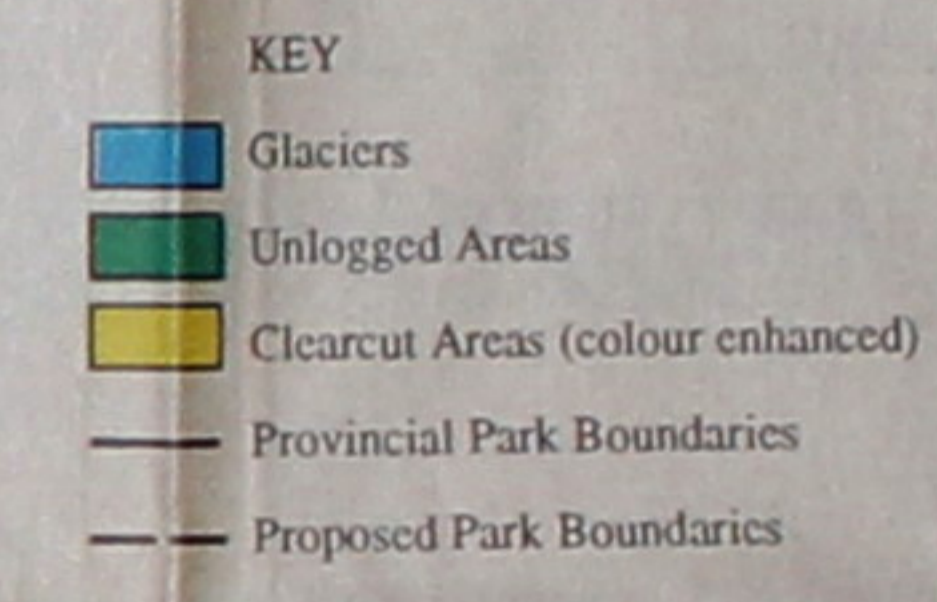 KEY
Glaciers
Unlogged Areas
Clearcut Areas (colour enhanced)
Provincial Park Boundaries
Proposed Park Boundaries